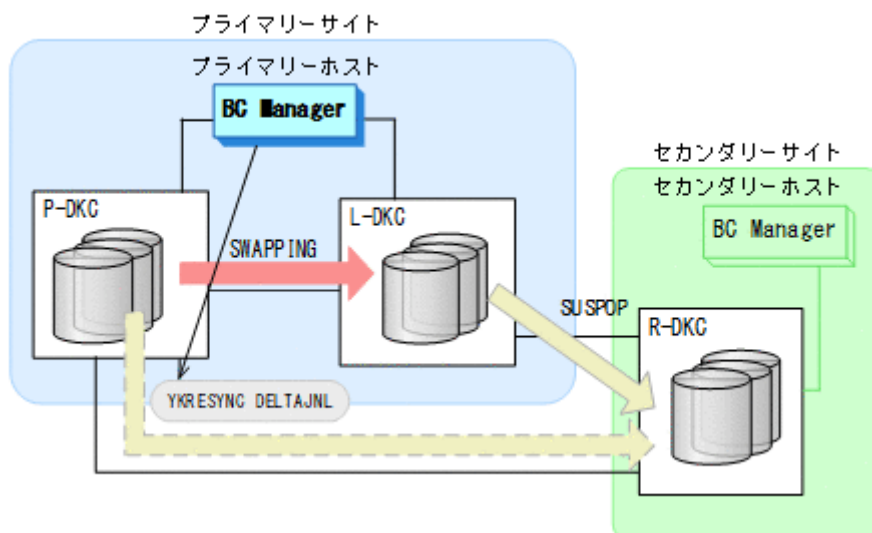 プライマリーサイト
プライマリーホスト
BC Manager
セカンダリーサイト
セカンダリーホスト
BC Manager
P-DKC
L-DKC
SWAPPING
SUSPOP
R-DKC
YKRESYNC DELTAJNL